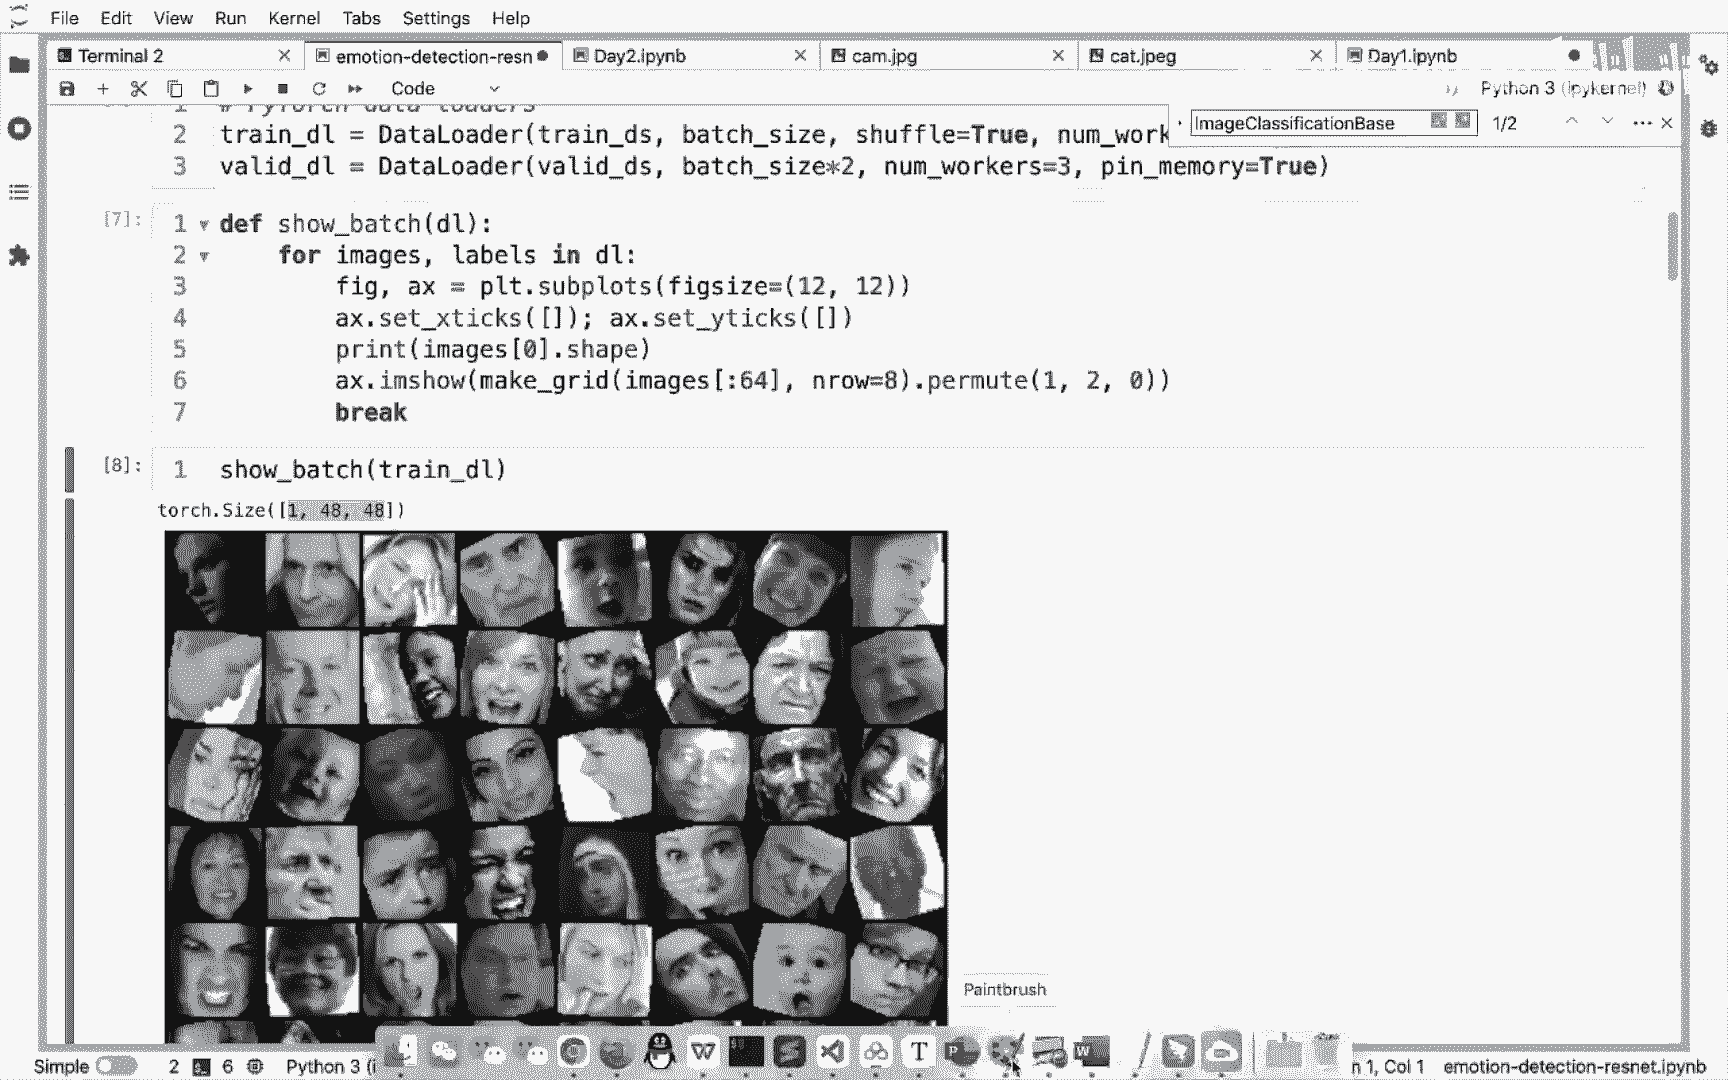 File Edit View Run Kernel Tabs Settings Help
Terminal 2 emotion-detection-resn Day2.ipynb cam.jpg cat.jpeg Day1.ipynb
Code Python 3 (ipykernel)
ImageClassificationBase 1/2
1 # PyTorch data loaders
2 train_dl = DataLoader(train_ds, batch_size, shuffle=True, num_work
3 valid_dl = DataLoader(valid_ds, batch_size*2, num_workers=3, pin_memory=True)
[7]: 1 def show_batch(dl):
2 for images, labels in dl:
3 fig, ax = plt.subplots(figsize=(12, 12))
4 ax.set_xticks([]); ax.set_yticks([])
5 print(images[0].shape)
6 ax.imshow(make_grid(images[:64], nrow=8).permute(1, 2, 0))
7 break
[8]: 1 show_batch(train_dl)
torch.Size([1, 48, 48])
Paintbrush
Simple 2 6 Python 3 (i n 1, Col 1 emotion-detection-resnet.ipynb